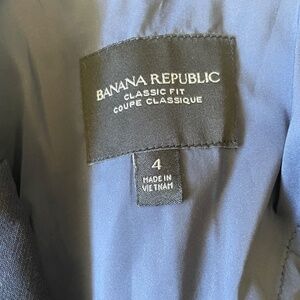 BANANA REPUBLIC
CLASSIC FIT
COUPE CLASSIQUE
4
MADE IN
VIETNAM